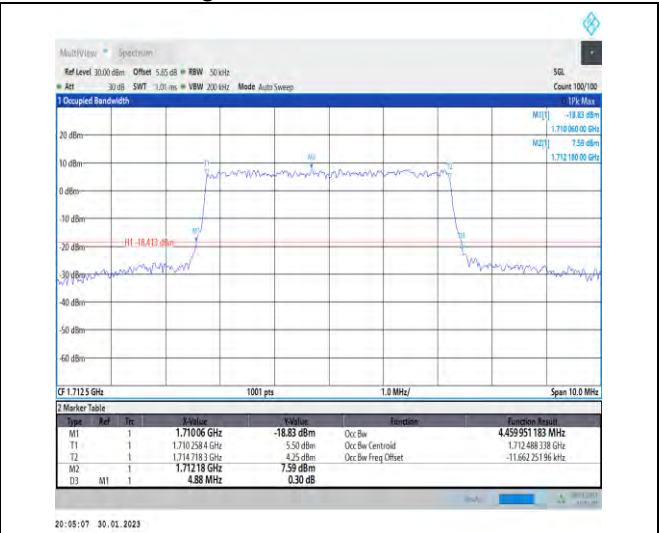 MultiView Spectrum
Ref Level 30.00 dBm Offset 5.85 dB RBW 50 kHz SGL
Att 30 dB SWT 1.01 ms VBW 200 kHz Mode Auto Sweep Count 100/100
1 Occupied Bandwidth 1Pk Max
M1[1] -18.83 dBm
1.710 060 00 GHz
20 dBm M2[1] 7.59 dBm
1.712 180 00 GHz
10 dBm T1 M2 T2
0 dBm
-10 dBm
M1 D3
-20 dBm H1 -18.413 dBm
-30 dBm
-40 dBm
-50 dBm
-60 dBm
CF 1.712 5 GHz 1001 pts 1.0 MHz/ Span 10.0 MHz
2 Marker Table
Type Ref Trc X-Value Y-Value Function Function Result
M1 1 1.710 06 GHz -18.83 dBm Occ Bw 4.459 951 183 MHz
T1 1 1.710 258 4 GHz 5.50 dBm Occ Bw Centroid 1.712 488 338 GHz
T2 1 1.714 718 3 GHz 4.25 dBm Occ Bw Freq Offset -11.662 251 96 kHz
M2 1 1.712 18 GHz 7.59 dBm
D3 M1 1 4.88 MHz 0.30 dB
20:05:07 30.01.2023